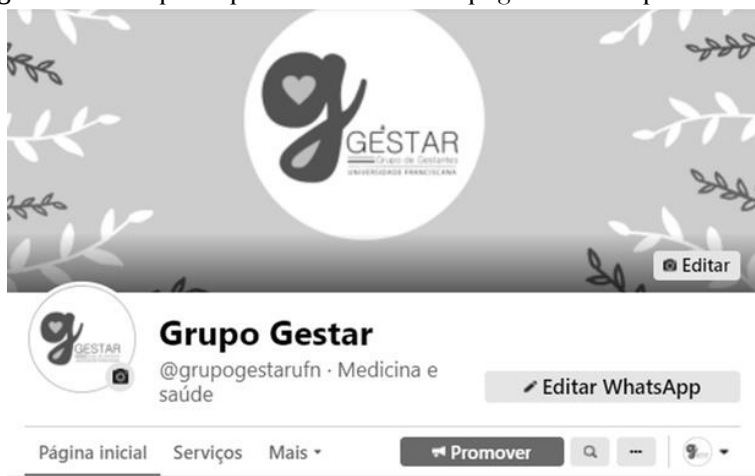 g
GESTAR
Grupo de Gestantes
UNIVERSIDADE FRANCISCANA
Editar
g
GESTAR
Grupo Gestar
@grupogestarufn · Medicina e
saúde
Editar WhatsApp
Página inicial Serviços Mais
Promover